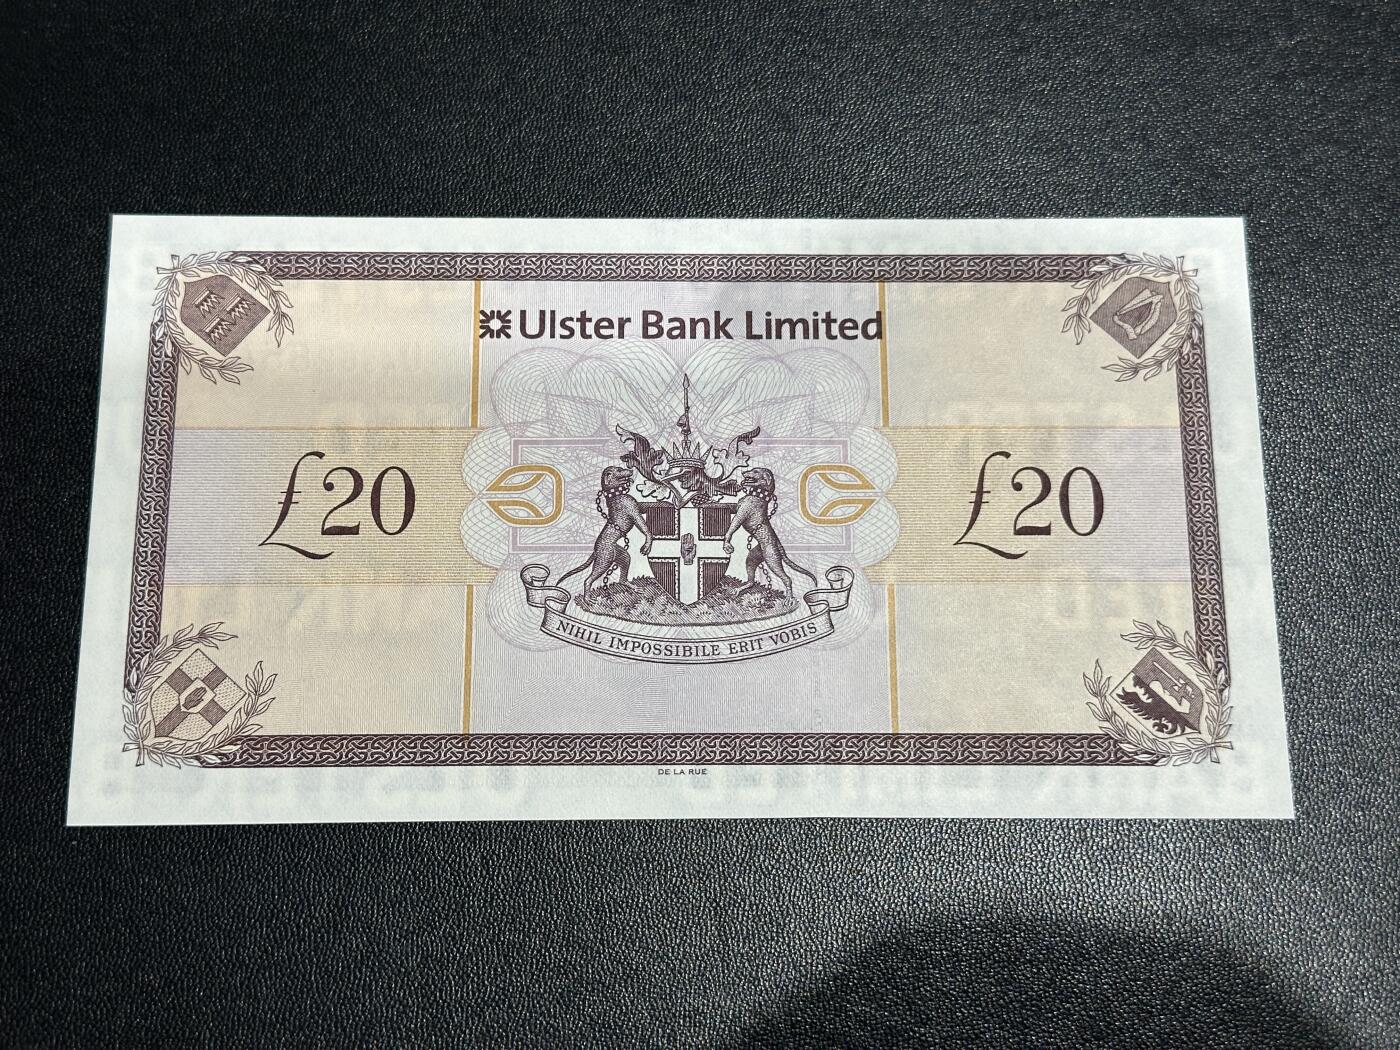 Ulster Bank Limited
£20
£20
NIHIL IMPOSSIBILE ERIT VOBIS
DE LA RUE